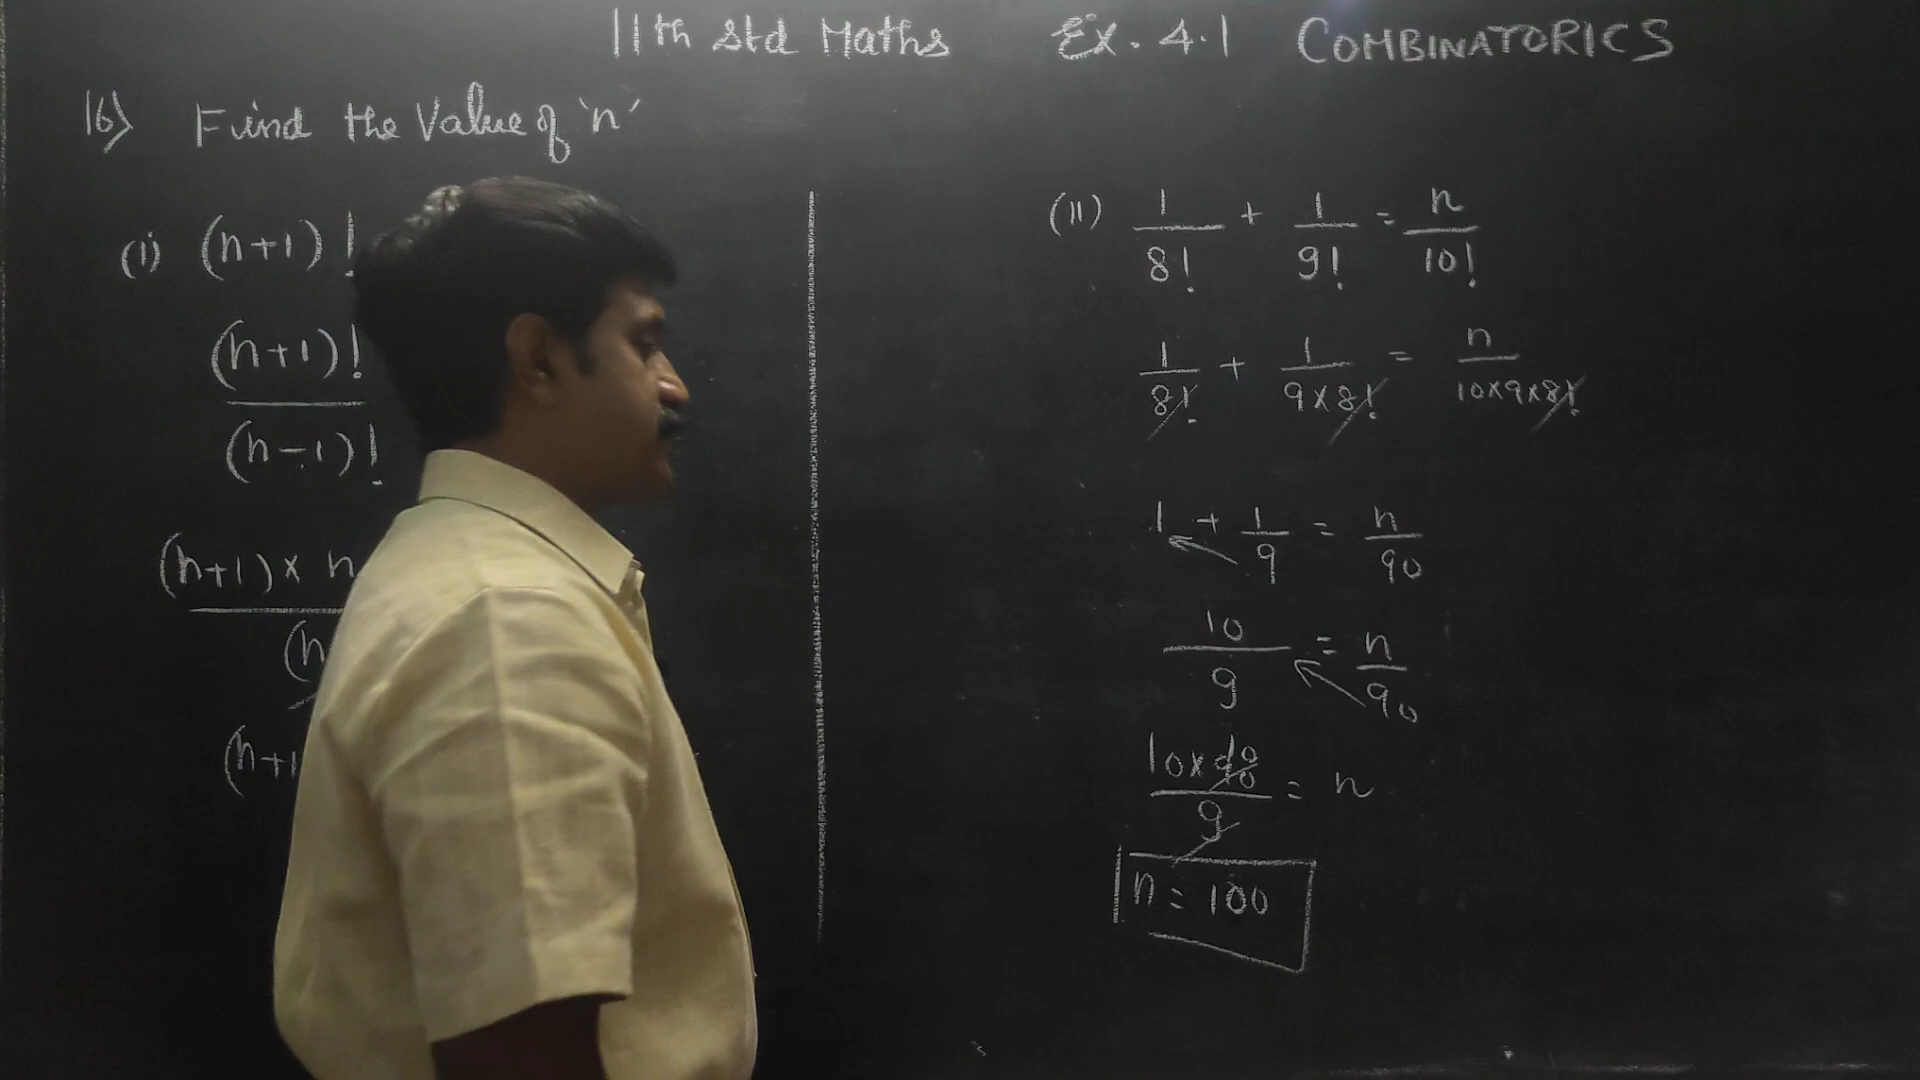 11th Std Maths Ex. 4.1 COMBINATORICS
16) Find the Value of 'n'
(i) (n+1)!
(n+1)!
(n-1)!
(n+1) x n
(n
(n+1
(ii) 1/8! + 1/9! = n/10!
1/8! + 1/9x8! = n/10x9x8!
1 + 1/9 = n/90
10/9 = n/90
10x90/9 = n
n = 100